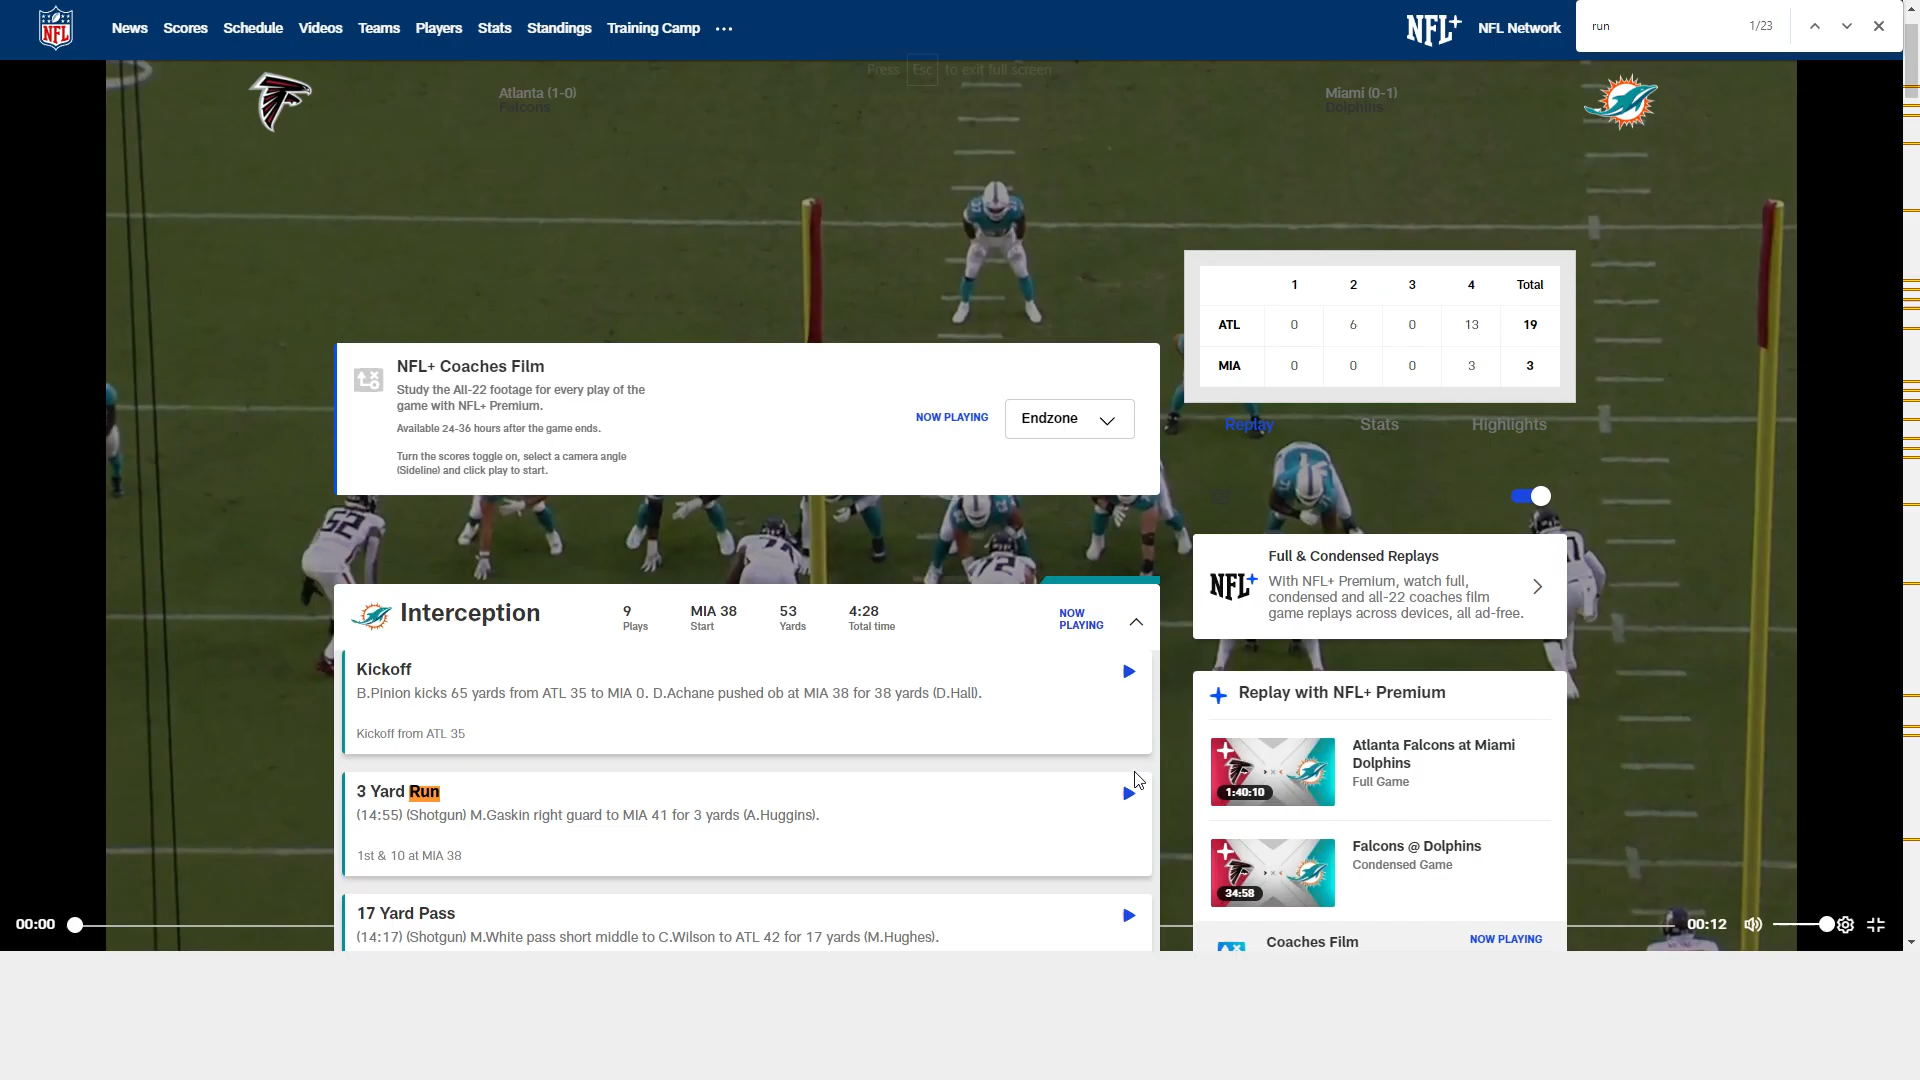 NFL
News Scores Schedule Videos Teams Players Stats Standings Training Camp ...
NFL+ NFL Network
run 1/23
Press Esc to exit full screen
Atlanta (1-0)
Falcons
Miami (0-1)
Dolphins
1 2 3 4 Total
ATL 0 6 0 13 19
MIA 0 0 0 3 3
Replay Stats Highlights
NFL+ Coaches Film
Study the All-22 footage for every play of the
game with NFL+ Premium.
Available 24-36 hours after the game ends.
Turn the scores toggle on, select a camera angle
(Sideline) and click play to start.
NOW PLAYING
Endzone
52
Full & Condensed Replays
NFL+
With NFL+ Premium, watch full,
condensed and all-22 coaches film
game replays across devices, all ad-free.
Interception
9
Plays
MIA 38
Start
53
Yards
4:28
Total time
NOW
PLAYING
Kickoff
B.Pinion kicks 65 yards from ATL 35 to MIA 0. D.Achane pushed ob at MIA 38 for 38 yards (D.Hall).
Kickoff from ATL 35
3 Yard Run
(14:55) (Shotgun) M.Gaskin right guard to MIA 41 for 3 yards (A.Huggins).
1st & 10 at MIA 38
17 Yard Pass
(14:17) (Shotgun) M.White pass short middle to C.Wilson to ATL 42 for 17 yards (M.Hughes).
Replay with NFL+ Premium
Atlanta Falcons at Miami
Dolphins
Full Game
1:40:10
Falcons @ Dolphins
Condensed Game
34:58
Coaches Film
NOW PLAYING
00:00
00:12